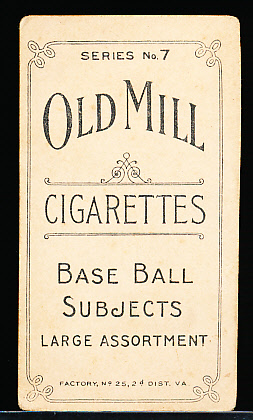 SERIES No. 7
OLD MILL
CIGARETTES
BASE BALL
SUBJECTS
LARGE ASSORTMENT
FACTORY, No 25, 2d DIST. VA